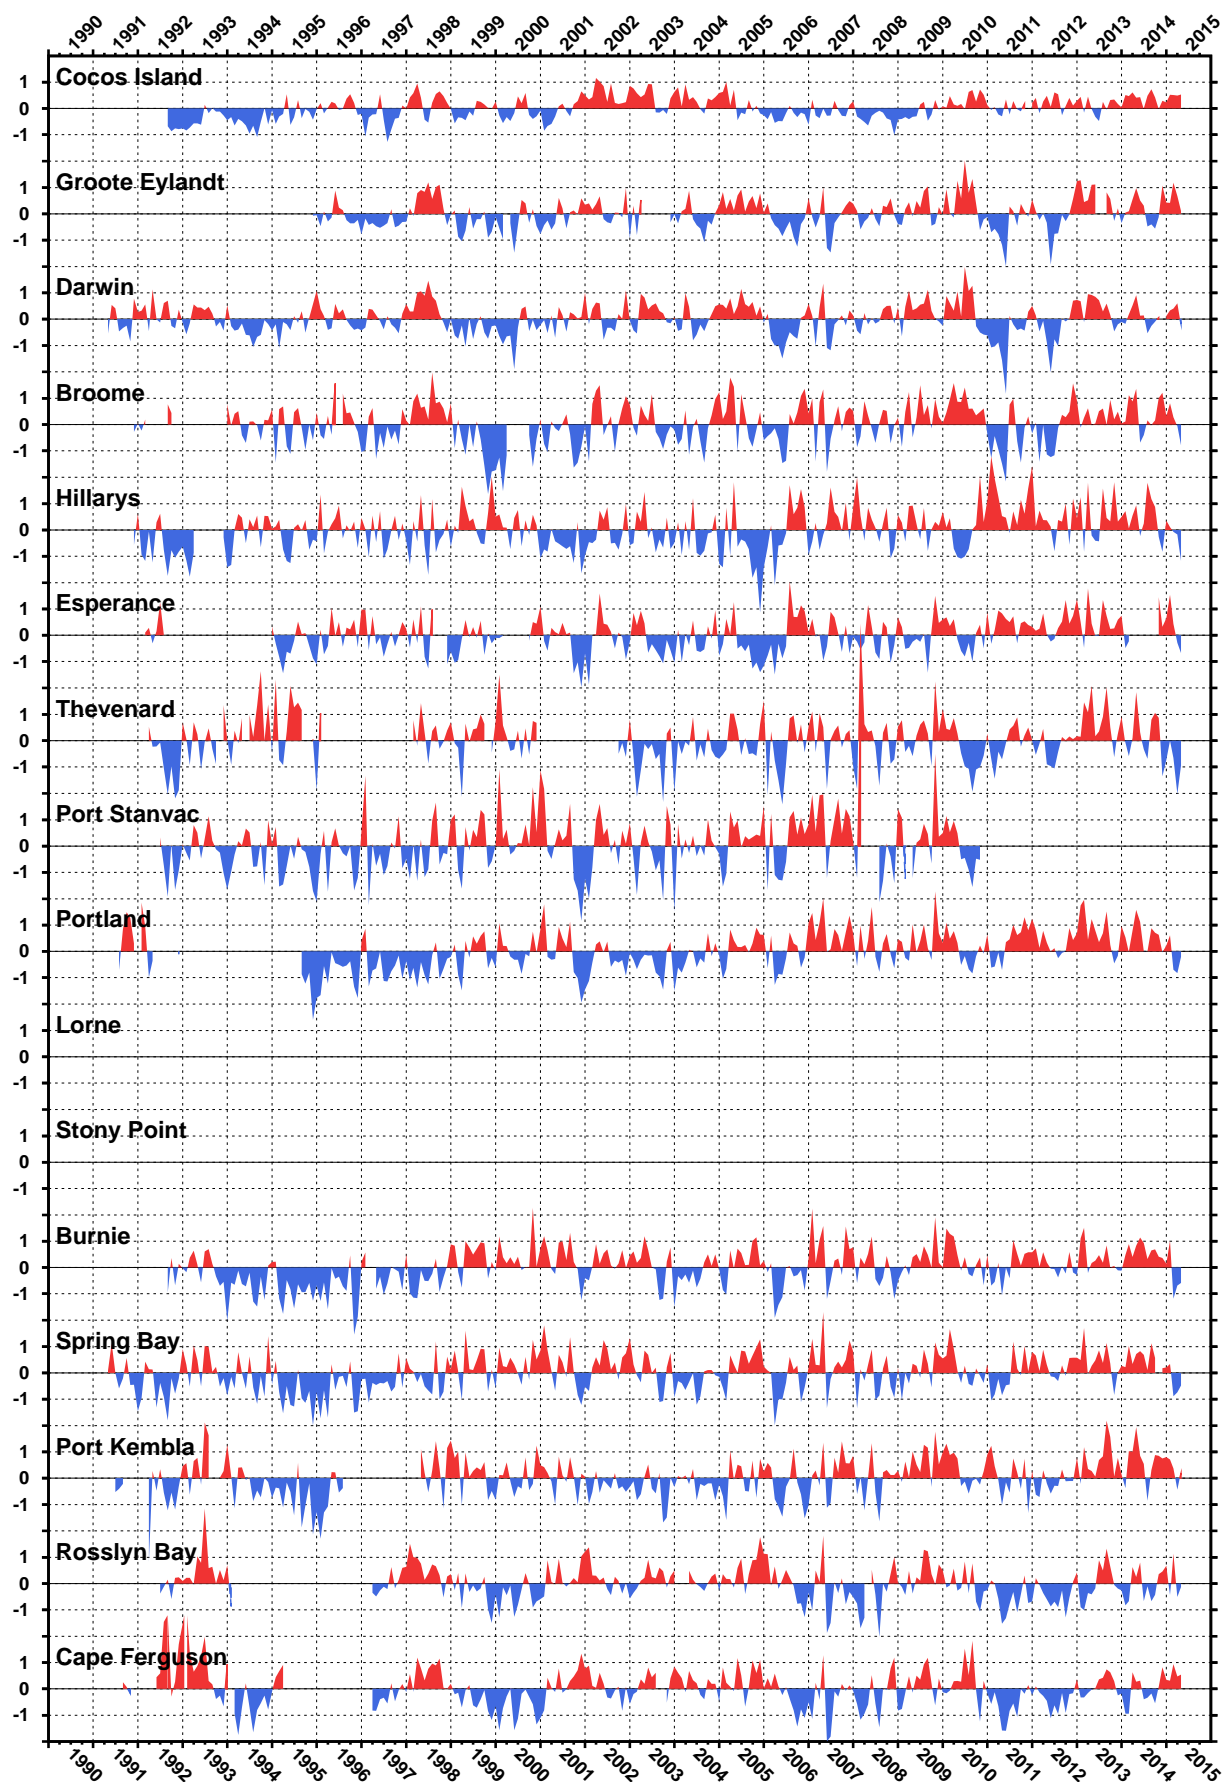 1990 1991 1992 1993 1994 1995 1996 1997 1998 1999 2000 2001 2002 2003 2004 2005 2006 2007 2008 2009 2010 2011 2012 2013 2014 2015
Cocos Island
1
0
-1
Groote Eylandt
1
0
-1
Darwin
1
0
-1
Broome
1
0
-1
Hillarys
1
0
-1
Esperance
1
0
-1
Thevenard
1
0
-1
Port Stanvac
1
0
-1
Portland
1
0
-1
Lorne
1
0
-1
Stony Point
1
0
-1
Burnie
1
0
-1
Spring Bay
1
0
-1
Port Kembla
1
0
-1
Rosslyn Bay
1
0
-1
Cape Ferguson
1
0
-1
1990 1991 1992 1993 1994 1995 1996 1997 1998 1999 2000 2001 2002 2003 2004 2005 2006 2007 2008 2009 2010 2011 2012 2013 2014 2015